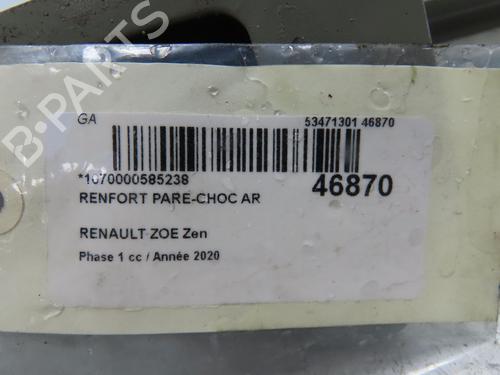 GA
53471301 46870
*1070000585238
46870
RENFORT PARE-CHOC AR
RENAULT ZOE Zen
Phase 1 cc / Année 2020
B-PARTS